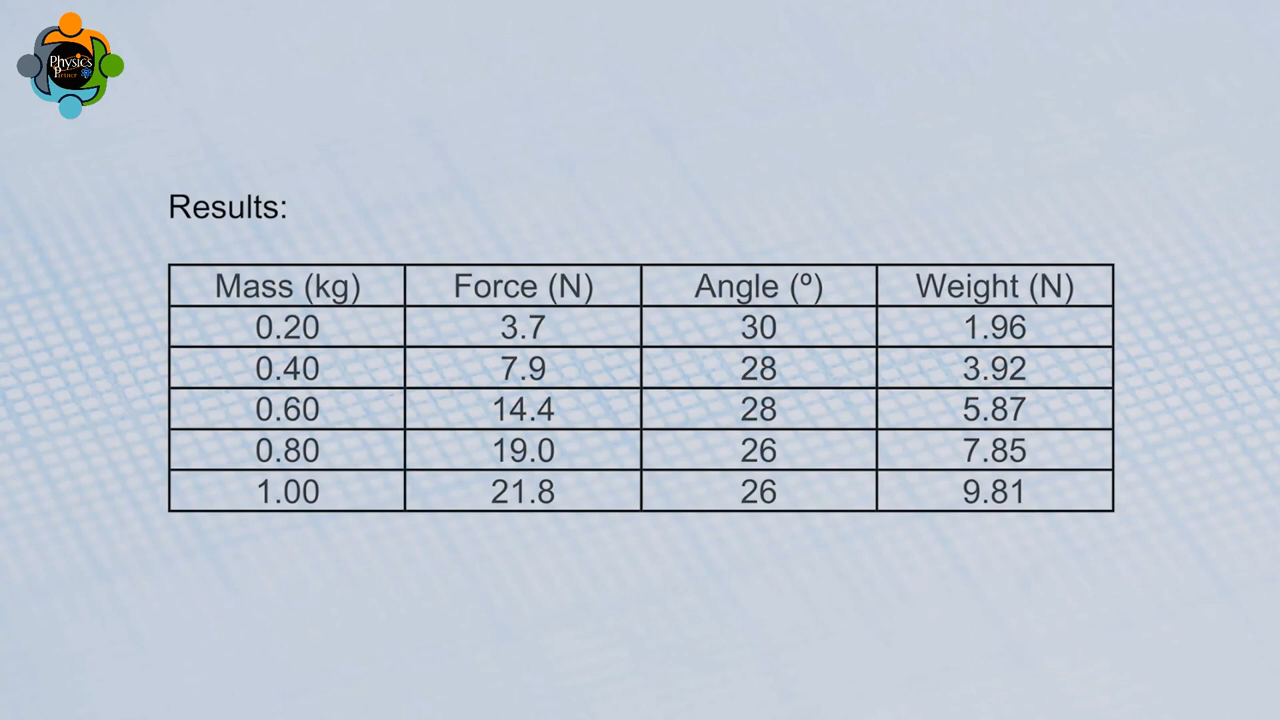 Physics
Partner
Results:
Mass (kg) Force (N) Angle (º) Weight (N)
0.20 3.7 30 1.96
0.40 7.9 28 3.92
0.60 14.4 28 5.87
0.80 19.0 26 7.85
1.00 21.8 26 9.81